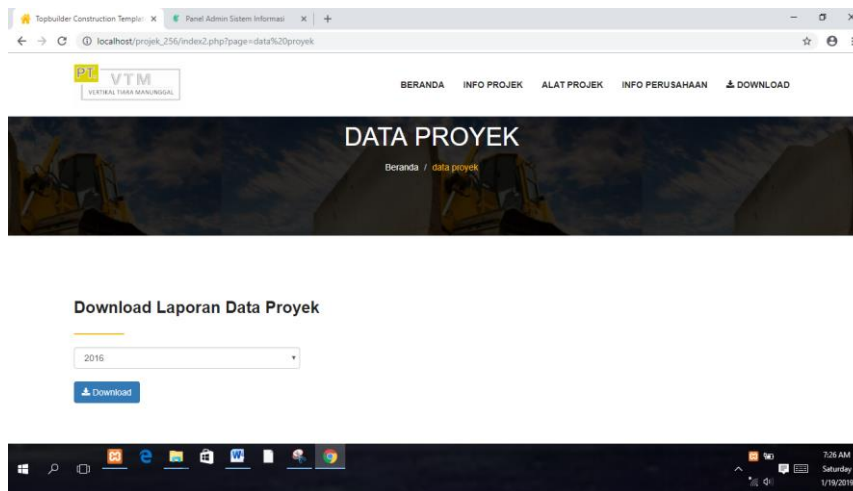 Topbuilder Construction Templat
Panel Admin Sistem Informasi
localhost/projek_256/index2.php?page=data%20proyek
PT. VTM
VERTIKAL TIARA MANUNGGAL
BERANDA INFO PROJEK ALAT PROJEK INFO PERUSAHAAN DOWNLOAD
DATA PROYEK
Beranda / data proyek
Download Laporan Data Proyek
2016
Download
7:26 AM
Saturday
1/19/2019